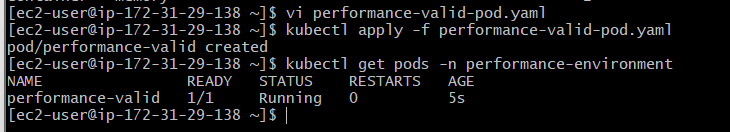 [ec2-user@ip-172-31-29-138 ~]$ vi performance-valid-pod.yaml
[ec2-user@ip-172-31-29-138 ~]$ kubectl apply -f performance-valid-pod.yaml
pod/performance-valid created
[ec2-user@ip-172-31-29-138 ~]$ kubectl get pods -n performance-environment
NAME READY STATUS RESTARTS AGE
performance-valid 1/1 Running 0 5s
[ec2-user@ip-172-31-29-138 ~]$